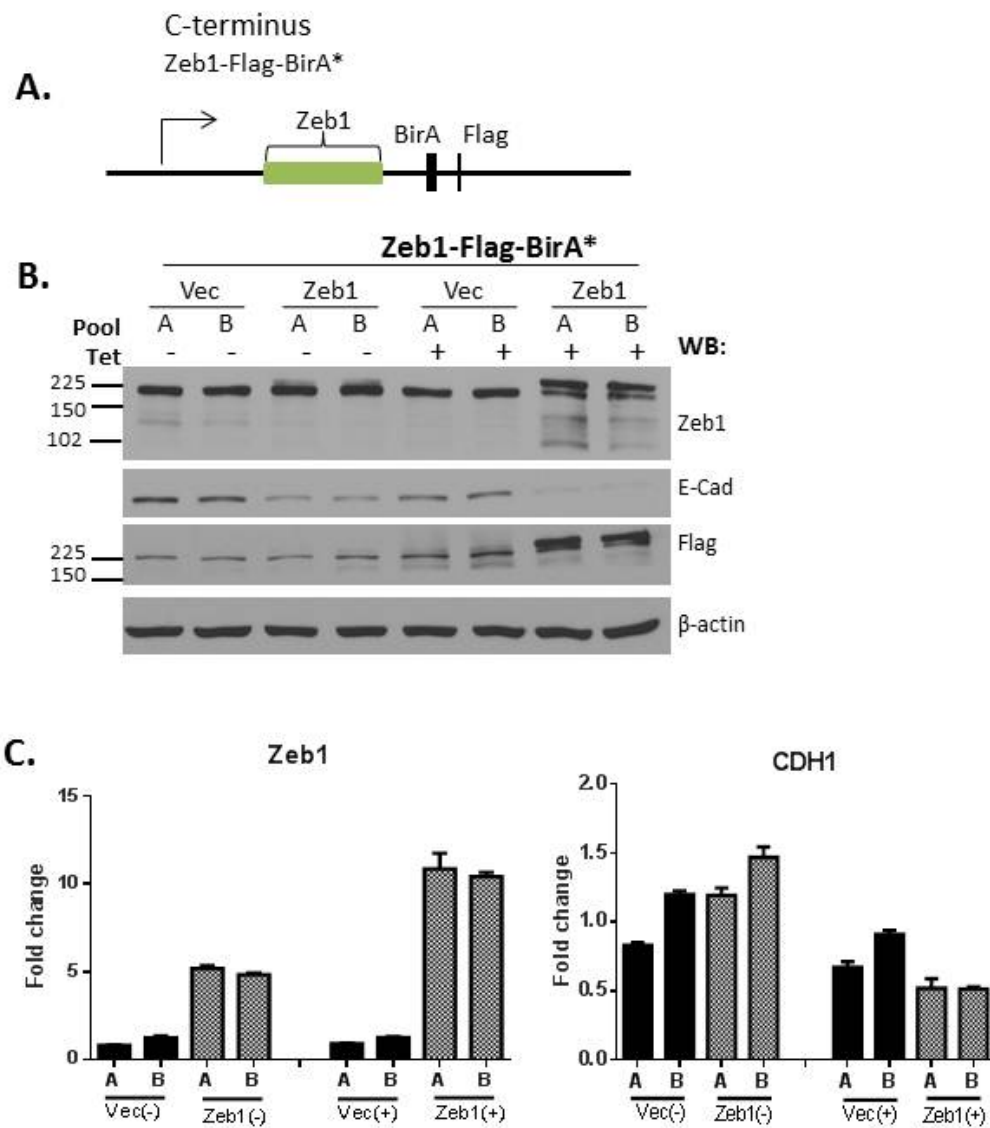 C-terminus
Zeb1-Flag-BirA*
A.
Zeb1
BirA
Flag
Zeb1-Flag-BirA*
B.
Vec Zeb1 Vec Zeb1
Pool A B A B A B A B
Tet - - - - + + + + WB:
225
150
102
Zeb1
E-Cad
225
150
Flag
β-actin
C.
Zeb1
Fold change
15
10
5
0
A B A B A B A B
Vec(-) Zeb1(-) Vec(+) Zeb1(+)
CDH1
Fold change
2.0
1.5
1.0
0.5
0.0
A B A B A B A B
Vec(-) Zeb1(-) Vec(+) Zeb1(+)